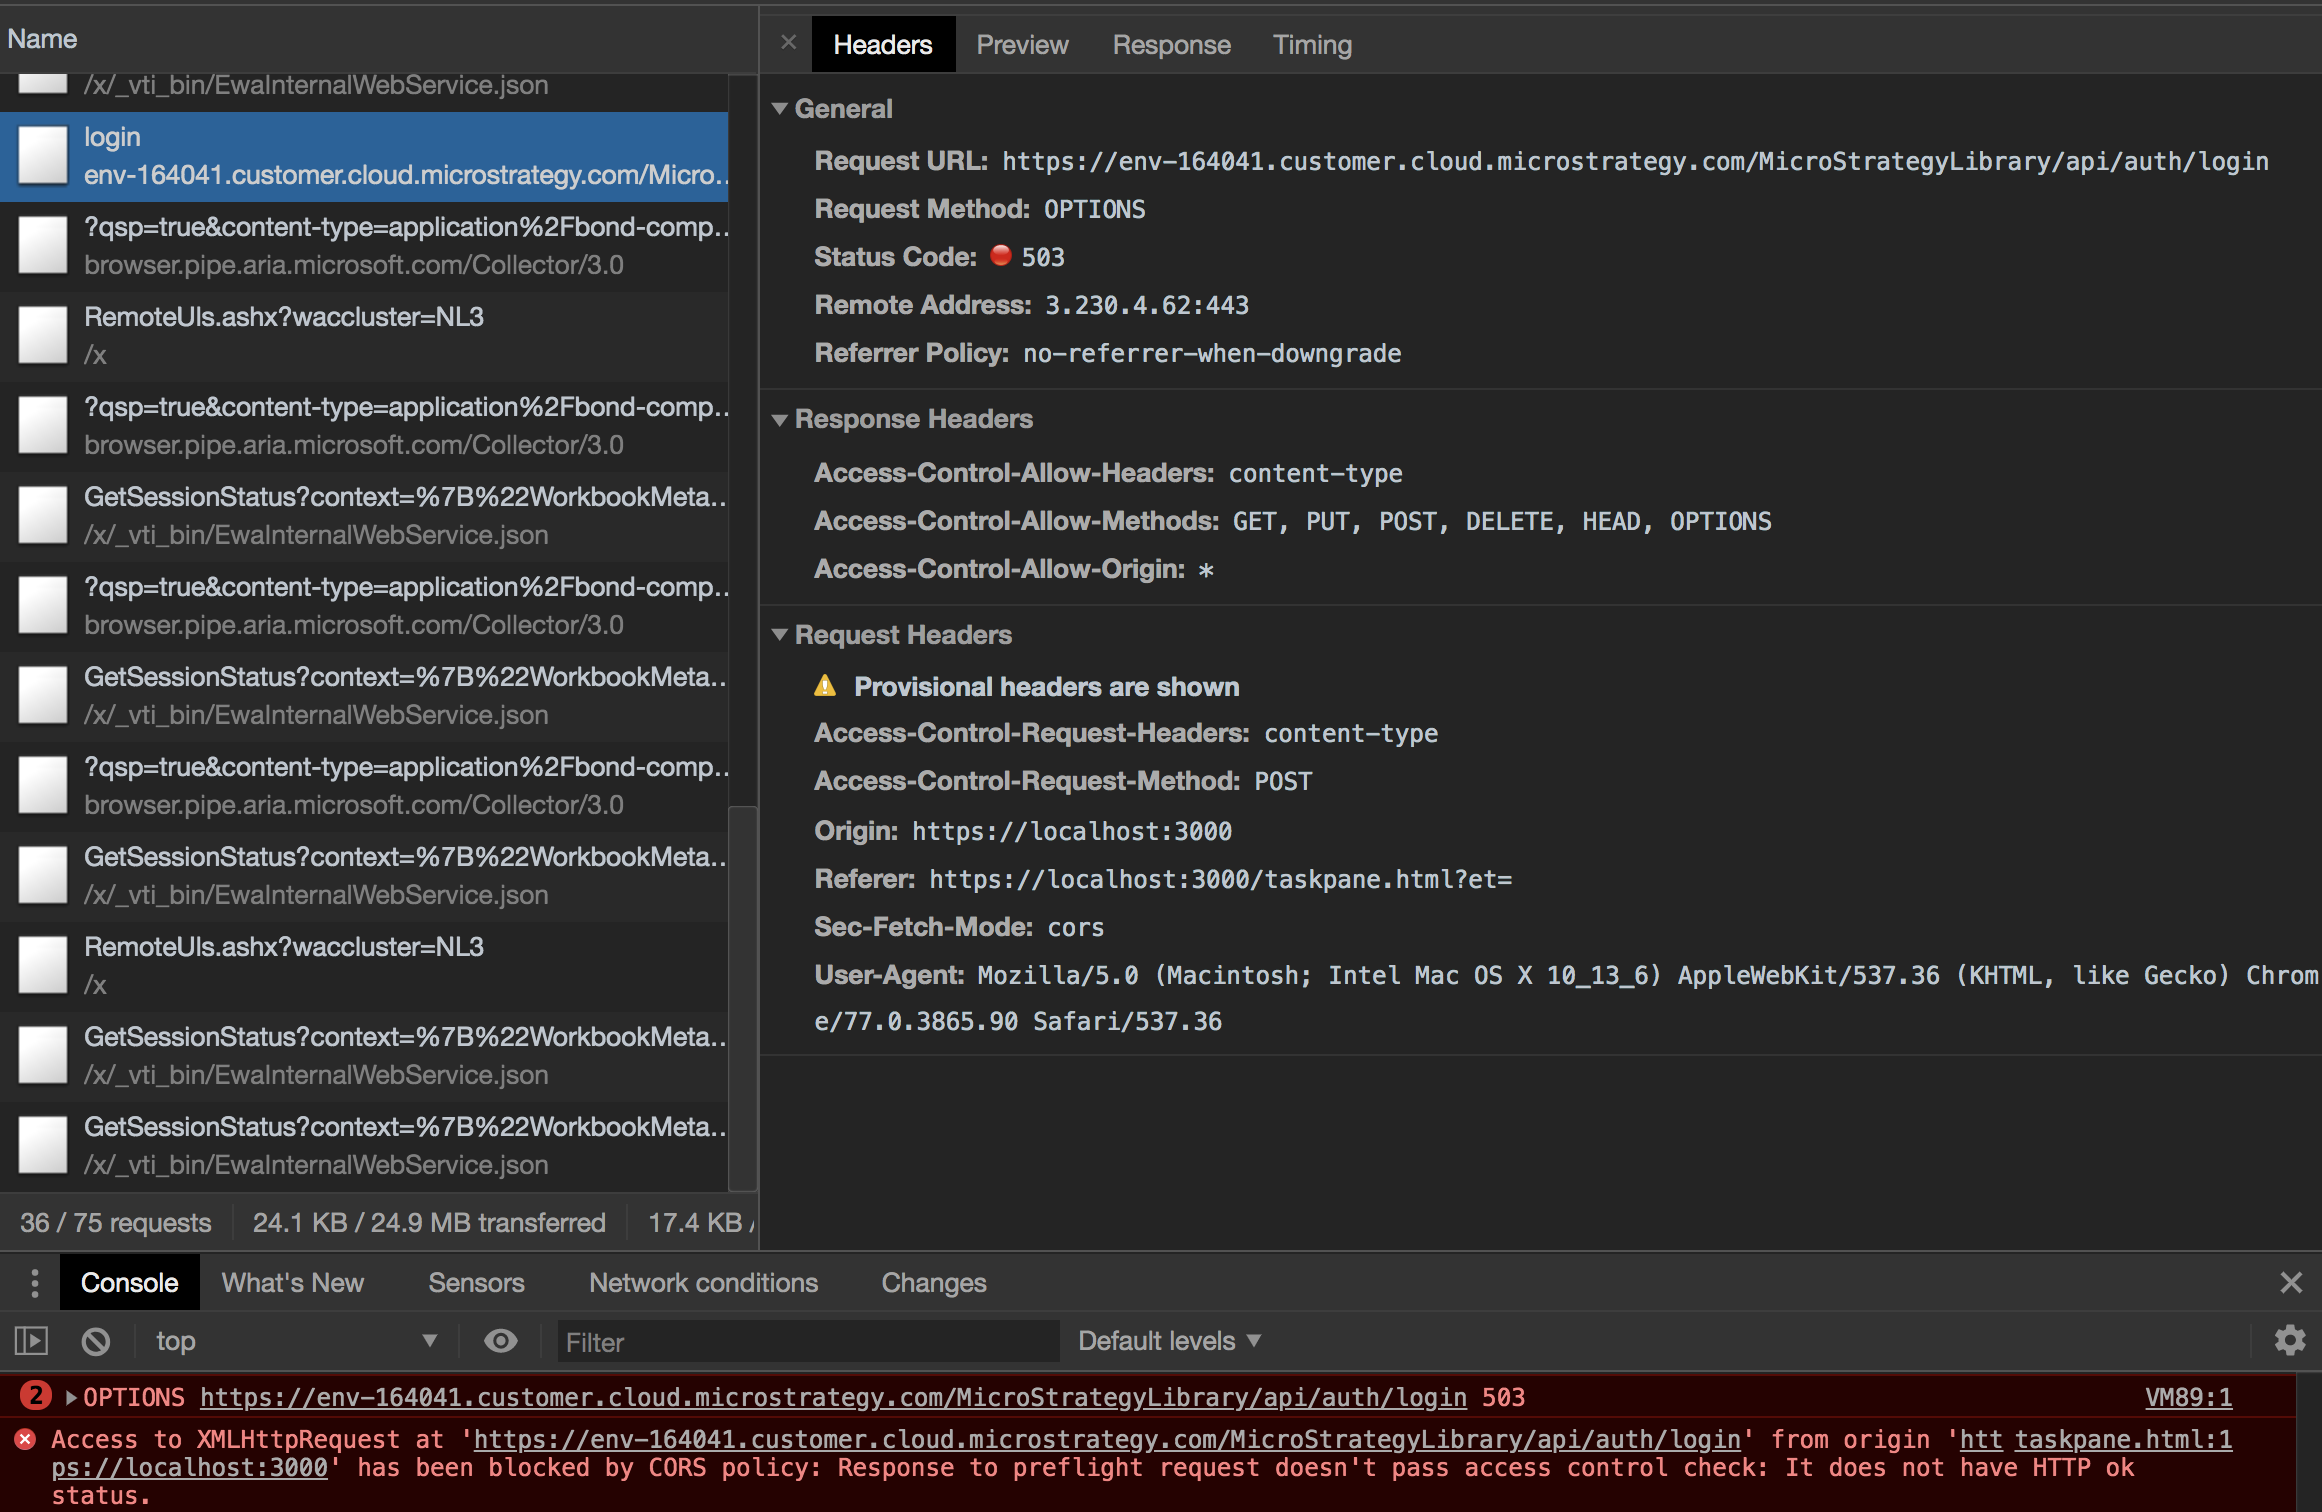 Name
/x/_vti_bin/EwaInternalWebService.json
login
env-164041.customer.cloud.microstrategy.com/Micro..
?qsp=true&content-type=application%2Fbond-comp..
browser.pipe.aria.microsoft.com/Collector/3.0
RemoteUls.ashx?waccluster=NL3
/x
?qsp=true&content-type=application%2Fbond-comp..
browser.pipe.aria.microsoft.com/Collector/3.0
GetSessionStatus?context=%7B%22WorkbookMeta..
/x/_vti_bin/EwaInternalWebService.json
?qsp=true&content-type=application%2Fbond-comp..
browser.pipe.aria.microsoft.com/Collector/3.0
GetSessionStatus?context=%7B%22WorkbookMeta..
/x/_vti_bin/EwaInternalWebService.json
?qsp=true&content-type=application%2Fbond-comp..
browser.pipe.aria.microsoft.com/Collector/3.0
GetSessionStatus?context=%7B%22WorkbookMeta..
/x/_vti_bin/EwaInternalWebService.json
RemoteUls.ashx?waccluster=NL3
/x
GetSessionStatus?context=%7B%22WorkbookMeta..
/x/_vti_bin/EwaInternalWebService.json
GetSessionStatus?context=%7B%22WorkbookMeta..
/x/_vti_bin/EwaInternalWebService.json
36 / 75 requests 24.1 KB / 24.9 MB transferred 17.4 KB /
Headers Preview Response Timing
General
Request URL: https://env-164041.customer.cloud.microstrategy.com/MicroStrategyLibrary/api/auth/login
Request Method: OPTIONS
Status Code: 503
Remote Address: 3.230.4.62:443
Referrer Policy: no-referrer-when-downgrade
Response Headers
Access-Control-Allow-Headers: content-type
Access-Control-Allow-Methods: GET, PUT, POST, DELETE, HEAD, OPTIONS
Access-Control-Allow-Origin: *
Request Headers
Provisional headers are shown
Access-Control-Request-Headers: content-type
Access-Control-Request-Method: POST
Origin: https://localhost:3000
Referer: https://localhost:3000/taskpane.html?et=
Sec-Fetch-Mode: cors
User-Agent: Mozilla/5.0 (Macintosh; Intel Mac OS X 10_13_6) AppleWebKit/537.36 (KHTML, like Gecko) Chrom
e/77.0.3865.90 Safari/537.36
Console What's New Sensors Network conditions Changes
top Filter Default levels
2 OPTIONS https://env-164041.customer.cloud.microstrategy.com/MicroStrategyLibrary/api/auth/login 503 VM89:1
Access to XMLHttpRequest at 'https://env-164041.customer.cloud.microstrategy.com/MicroStrategyLibrary/api/auth/login' from origin 'htt taskpane.html:1
ps://localhost:3000' has been blocked by CORS policy: Response to preflight request doesn't pass access control check: It does not have HTTP ok
status.